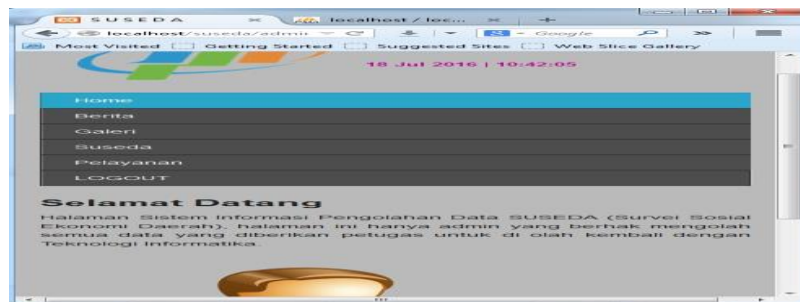 S U S E D A
localhost / loc...
localhost/suseda/admin
Google
Most Visited Getting Started Suggested Sites Web Slice Gallery
18 Jul 2016 | 10:42:05
Home
Berita
Galeri
Suseda
Pelayanan
LOGOUT
Selamat Datang
Halaman Sistem Informasi Pengolahan Data SUSEDA (Survei Sosial
Ekonomi Daerah), halaman ini hanya admin yang berhak mengolah
semua data yang diberikan petugas untuk di olah kembali dengan
Teknologi Informatika.